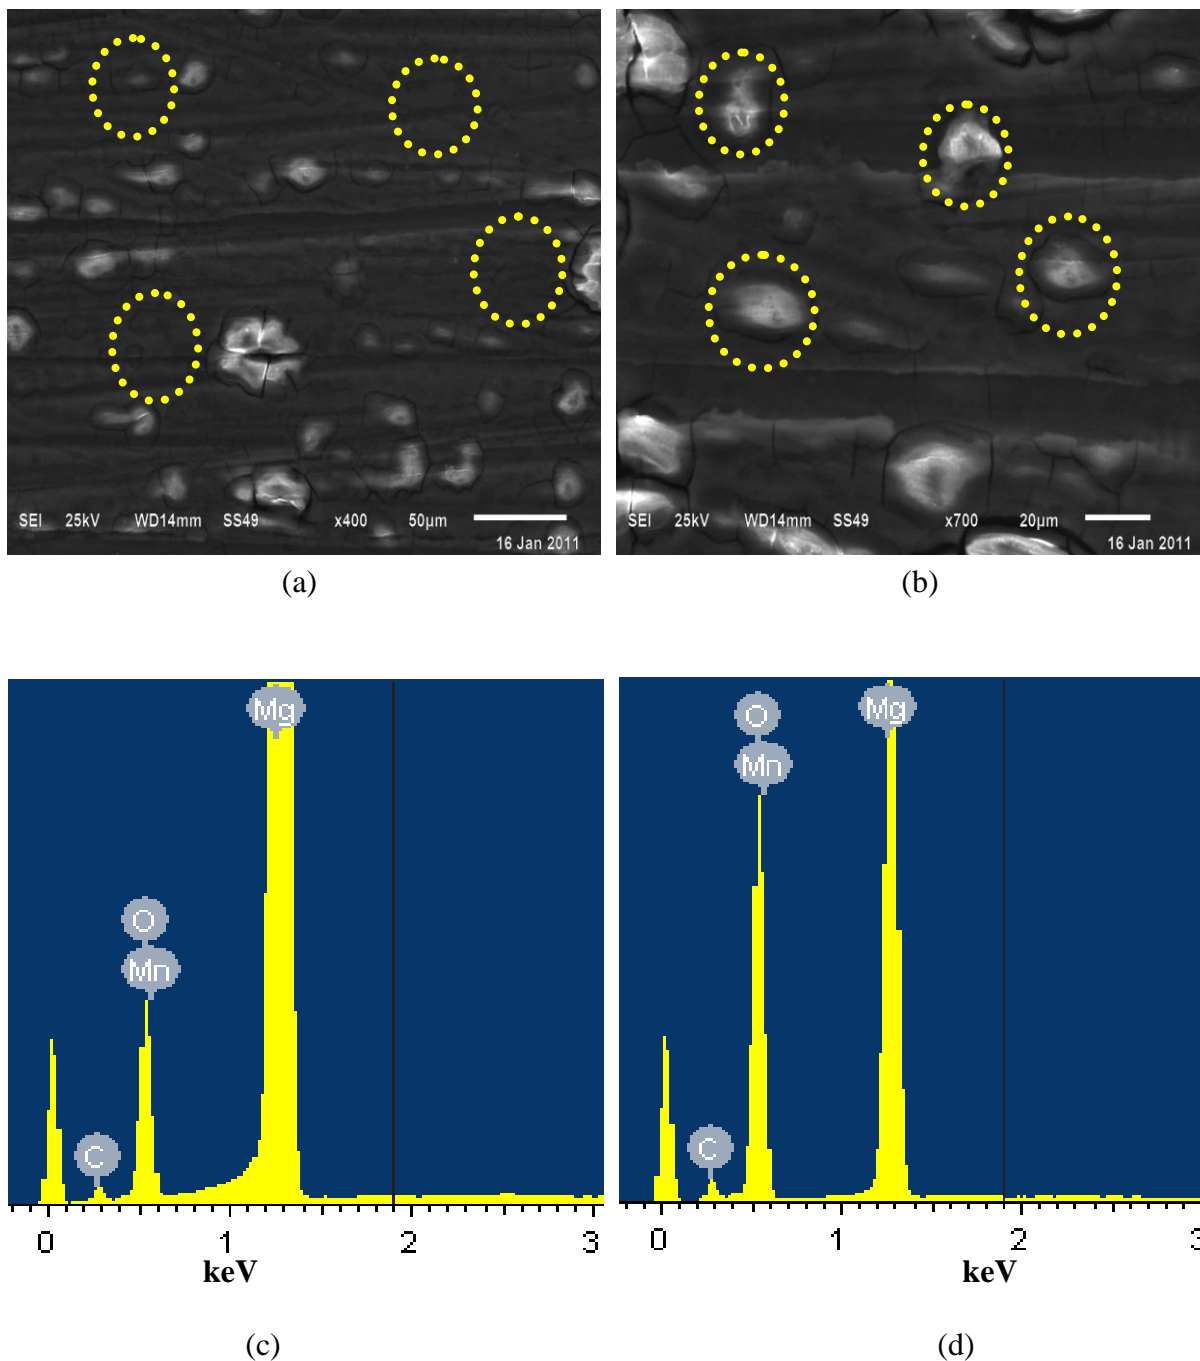 SEI 25kV WD14mm SS49 x400 50µm
16 Jan 2011
SEI 25kV WD14mm SS49 x700 20µm
16 Jan 2011
(a)
(b)
Mg
O
Mn
C
0 1 2 3
keV
O
Mg
Mn
C
0 1 2 3
keV
(c)
(d)